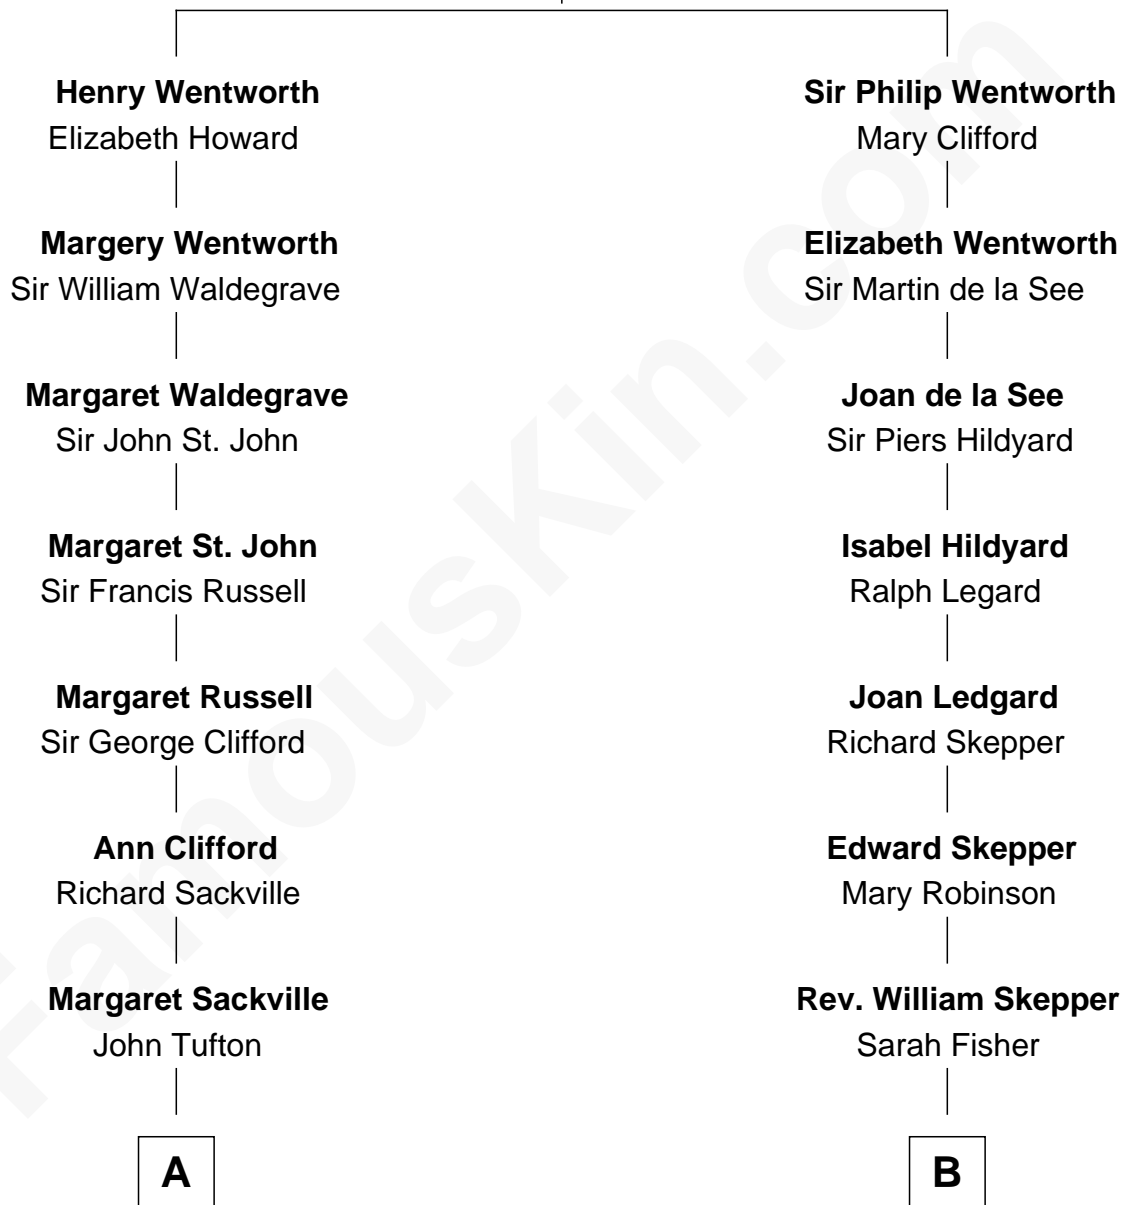 Henry Wentworth
Elizabeth Howard
Margery Wentworth
Sir William Waldegrave
Margaret Waldegrave
Sir John St. John
Margaret St. John
Sir Francis Russell
Margaret Russell
Sir George Clifford
Ann Clifford
Richard Sackville
Margaret Sackville
John Tufton
A
Sir Philip Wentworth
Mary Clifford
Elizabeth Wentworth
Sir Martin de la See
Joan de la See
Sir Piers Hildyard
Isabel Hildyard
Ralph Legard
Joan Ledgard
Richard Skepper
Edward Skepper
Mary Robinson
Rev. William Skepper
Sarah Fisher
B
FamousKin.com